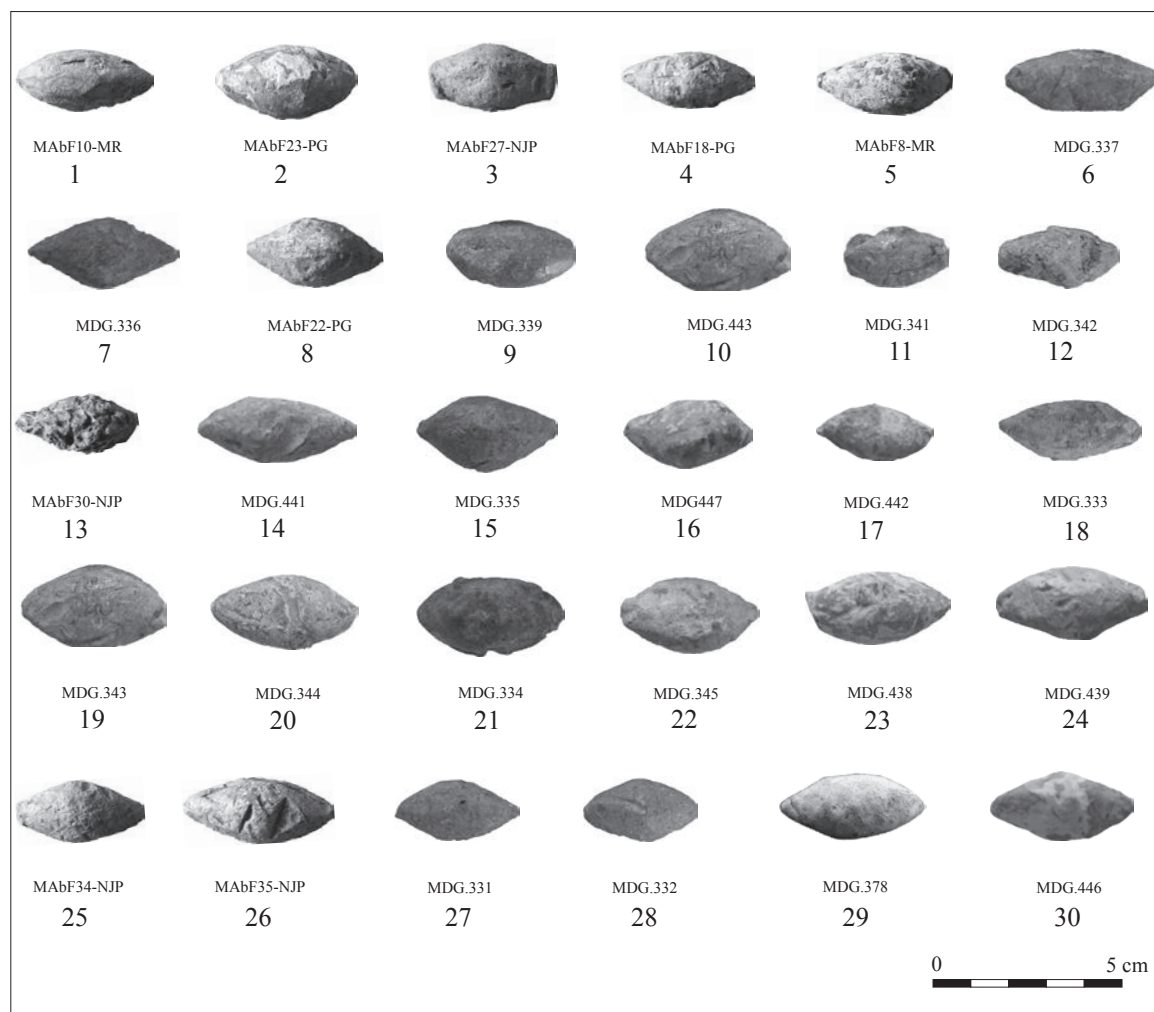 MAbF10-MR MAbF23-PG MAbF27-NJP MAbF18-PG MAbF8-MR MDG.337
1 2 3 4 5 6
MDG.336 MAbF22-PG MDG.339 MDG.443 MDG.341 MDG.342
7 8 9 10 11 12
MAbF30-NJP MDG.441 MDG.335 MDG447 MDG.442 MDG.333
13 14 15 16 17 18
MDG.343 MDG.344 MDG.334 MDG.345 MDG.438 MDG.439
19 20 21 22 23 24
MAbF34-NJP MAbF35-NJP MDG.331 MDG.332 MDG.378 MDG.446
25 26 27 28 29 30
0 5 cm